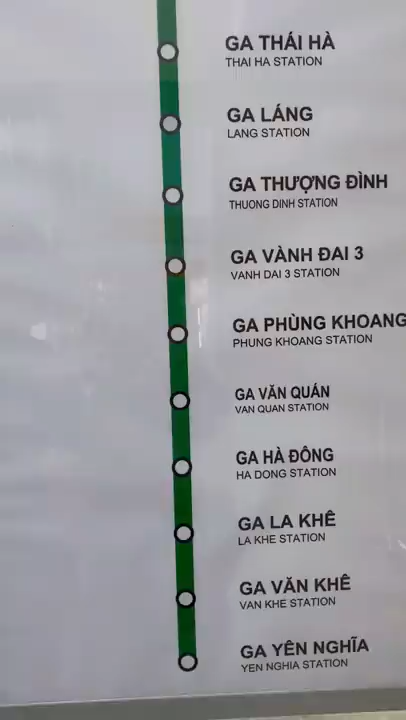 GA THÁI HÀ
THAI HA STATION
GA LÁNG
LANG STATION
GA THƯỢNG ĐÌNH
THUONG DINH STATION
GA VÀNH ĐAI 3
VANH DAI 3 STATION
GA PHÙNG KHOANG
PHUNG KHOANG STATION
GA VĂN QUÁN
VAN QUAN STATION
GA HÀ ĐÔNG
HA DONG STATION
GA LA KHÊ
LA KHE STATION
GA VĂN KHÊ
VAN KHE STATION
GA YÊN NGHĨA
YEN NGHIA STATION